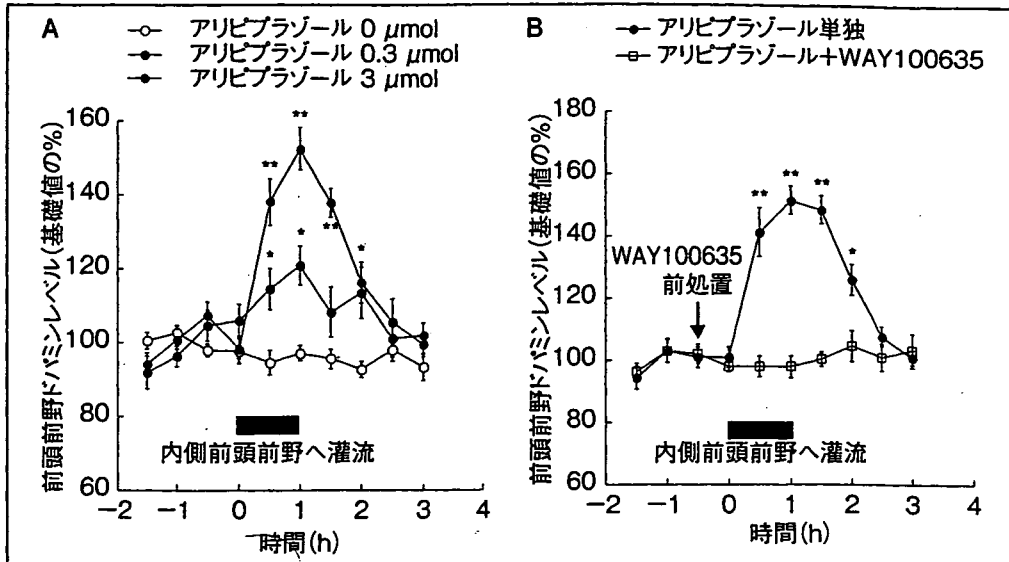 A
アリピプラゾール 0 μmol
アリピプラゾール 0.3 μmol
アリピプラゾール 3 μmol
前頭前野ドパミンレベル(基礎値の%)
160
140
120
100
80
60
** ** ** * * *
内側前頭前野へ灌流
−2 −1 0 1 2 3 4
時間(h)
B
アリピプラゾール単独
アリピプラゾール+WAY100635
前頭前野ドパミンレベル(基礎値の%)
180
160
140
120
100
80
60
** ** ** *
WAY100635
前処置
内側前頭前野へ灌流
−2 −1 0 1 2 3 4
時間(h)